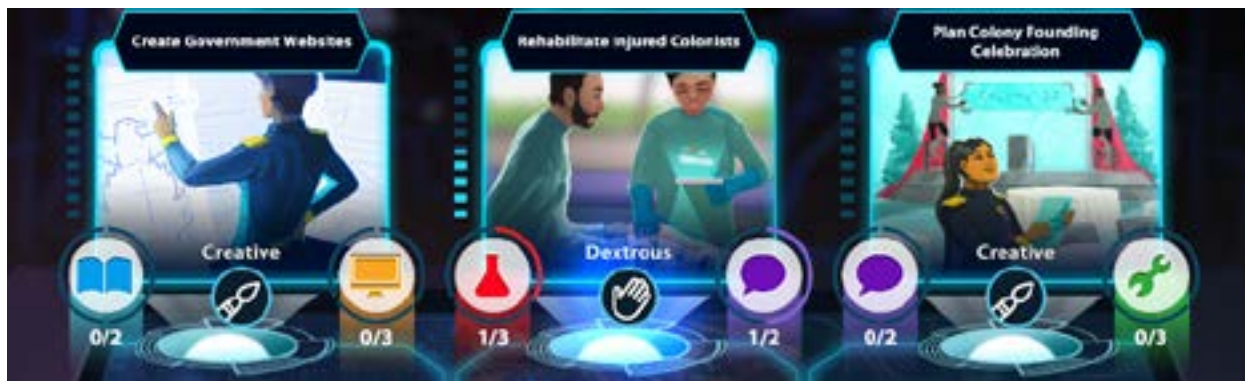 Create Government Websites
Rehabilitate Injured Colonists
Plan Colony Founding
Celebration
Creative
Dextrous
Creative
0/2
0/3
1/3
1/2
0/2
0/3